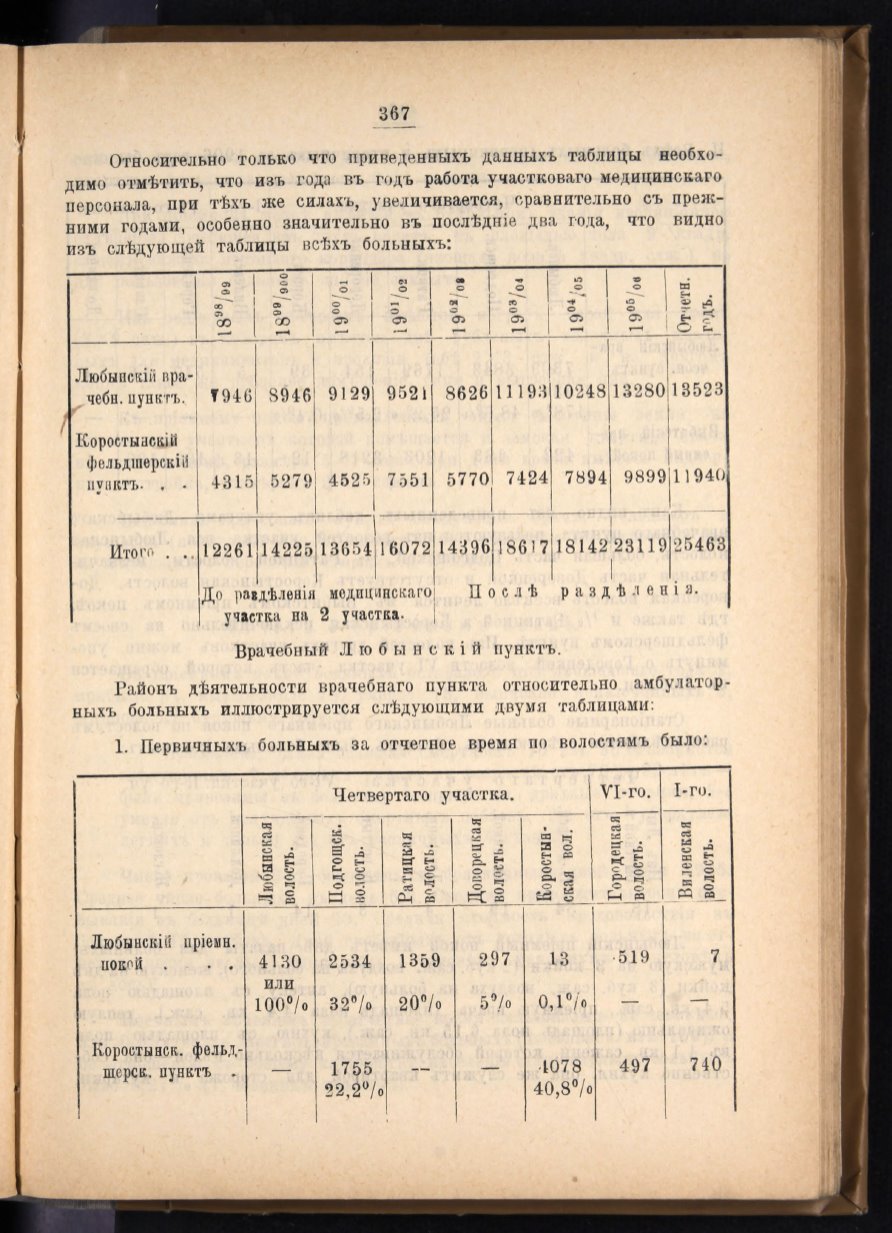 367
Относительно только что приведенныхъ данныхъ таблицы необхо-
димо отмѣтить, что изъ года въ годъ работа участковаго медицинскаго
персонала, при тѣхъ же силахъ, увеличивается, сравнительно съ преж-
ними годами, особенно значительно въ послѣдніе два года, что видно
изъ слѣдующей таблицы всѣхъ больныхъ:
1898/99 1899/900 1900/01 1901/02 1902/03 1903/04 1904/05 1905/06 Отчетн. годъ.
Любынскій вра-
чебн. пунктъ. 7946 8946 9129 9521 8626 11193 10248 13280 13523
Коростынскій
фельдшерскій
пунктъ. . . 4315 5279 4525 7551 5770 7424 7894 9899 11940
Итого . . . 12261 14225 13654 16072 14396 18617 18142 23119 25463
До раздѣленія медицинскаго Послѣ раздѣленія.
участка на 2 участка.
Врачебный Любынскій пунктъ.
Районъ дѣятельности врачебнаго пункта относительно амбулатор-
ныхъ больныхъ иллюстрируется слѣдующими двумя таблицами:
1. Первичныхъ больныхъ за отчетное время по волостямъ было:
Четвертаго участка. VI-го. I-го.
Любынская волость. Подгощск. волость. Ратицкая волость. Доворецкая волость. Коростын- ская вол. Городецкая волость. Виленская волость.
Любынскій пріемн.
покой . . . . 4130 2534 1359 297 13 519 7
или
100% 32% 20% 5% 0,1% — —
Коростынск. фельд-
шерск. пунктъ . — 1755 — — 4078 497 740
22,2% 40,8%